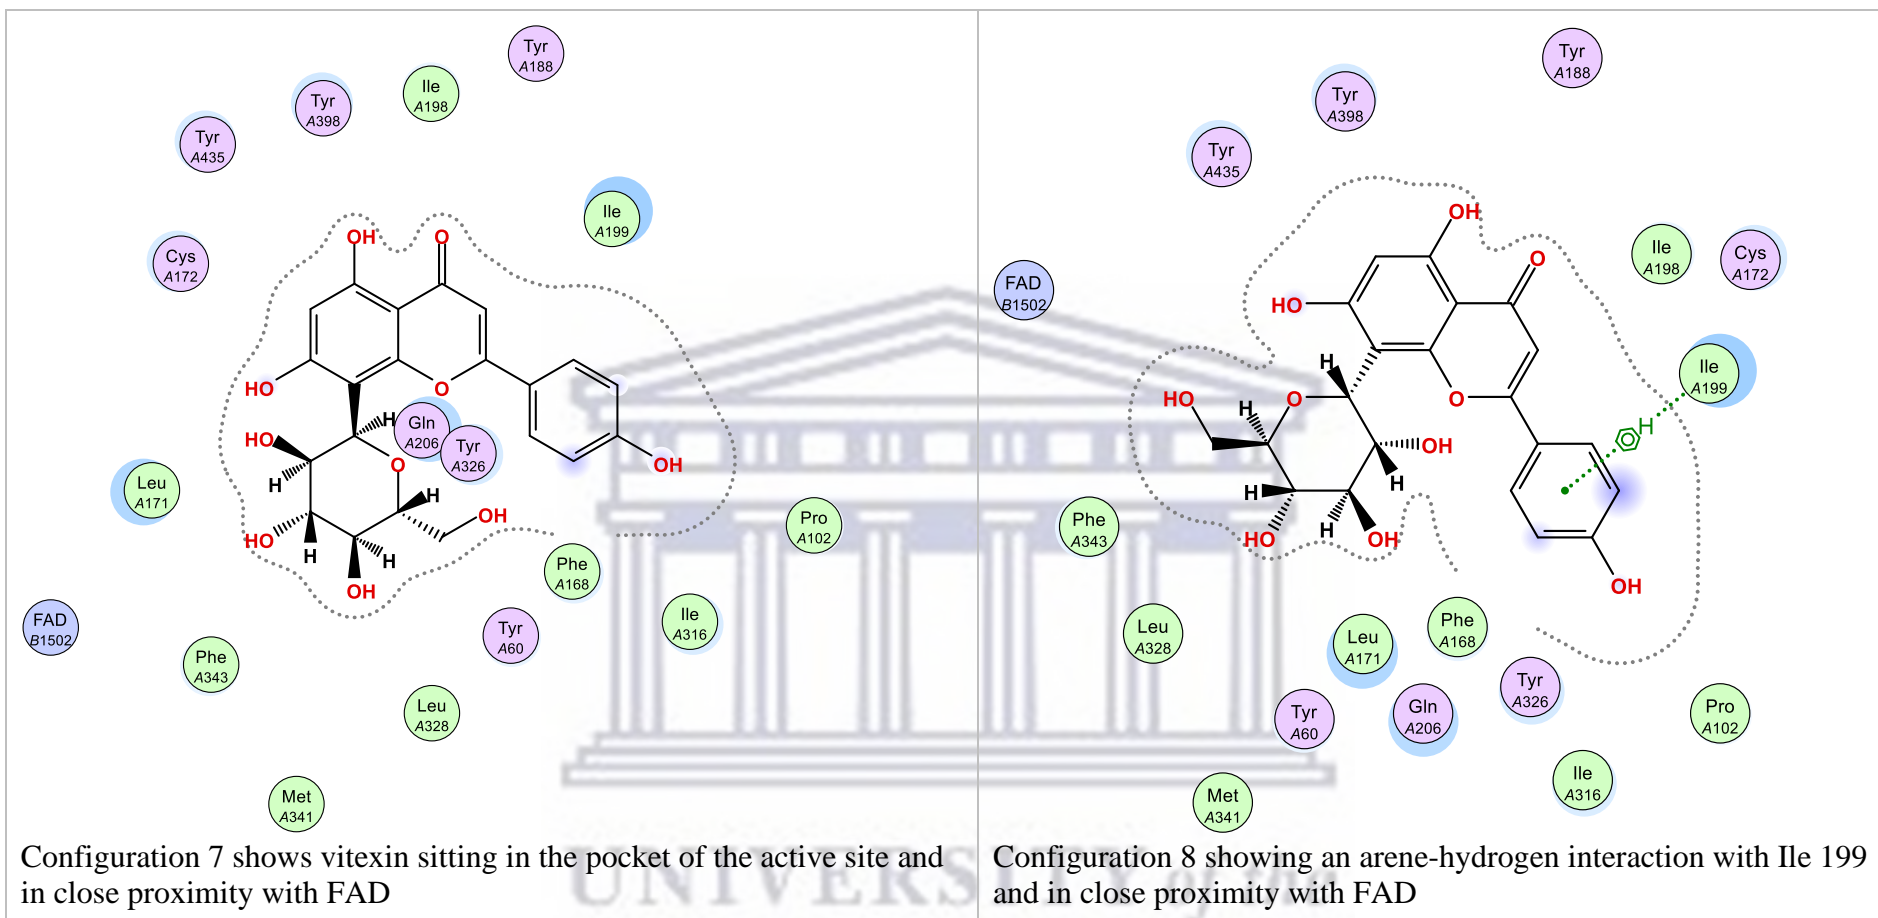 Tyr
A188
Ile
A198
Tyr
A398
Tyr
A435
Ile
A199
Cys
A172
OH
O
HO
O
H
Gln
A206
Tyr
A326
HO
O
OH
H
H
Leu
A171
OH
HO
H
H
OH
Pro
A102
Phe
A168
FAD
B1502
Tyr
A60
Ile
A316
Phe
A343
Leu
A328
Met
A341
Configuration 7 shows vitexin sitting in the pocket of the active site and
in close proximity with FAD
Tyr
A188
Tyr
A398
Tyr
A435
OH
Ile
A198
Cys
A172
O
FAD
B1502
HO
H
Ile
A199
HO
H
O
O
H
OH
H
H
HO
H
OH
OH
Phe
A343
Leu
A328
Leu
A171
Phe
A168
Tyr
A326
Tyr
A60
Gln
A206
Pro
A102
Ile
A316
Met
A341
Configuration 8 showing an arene-hydrogen interaction with Ile 199
and in close proximity with FAD
UNIVERSITY of the